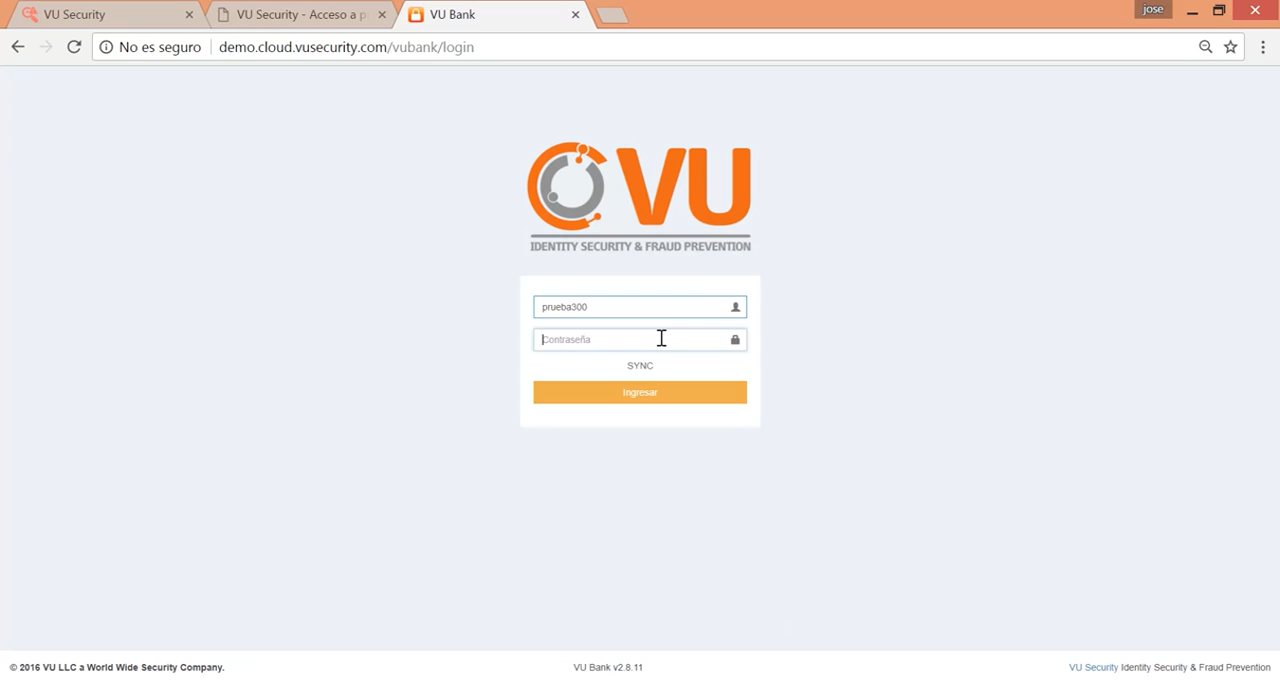 VU Security
VU Security - Acceso a p
VU Bank
jose
No es seguro
demo.cloud.vusecurity.com/vubank/login
VU
IDENTITY SECURITY & FRAUD PREVENTION
prueba300
Contraseña
SYNC
Ingresar
© 2016 VU LLC a World Wide Security Company.
VU Bank v2.8.11
VU Security Identity Security & Fraud Prevention